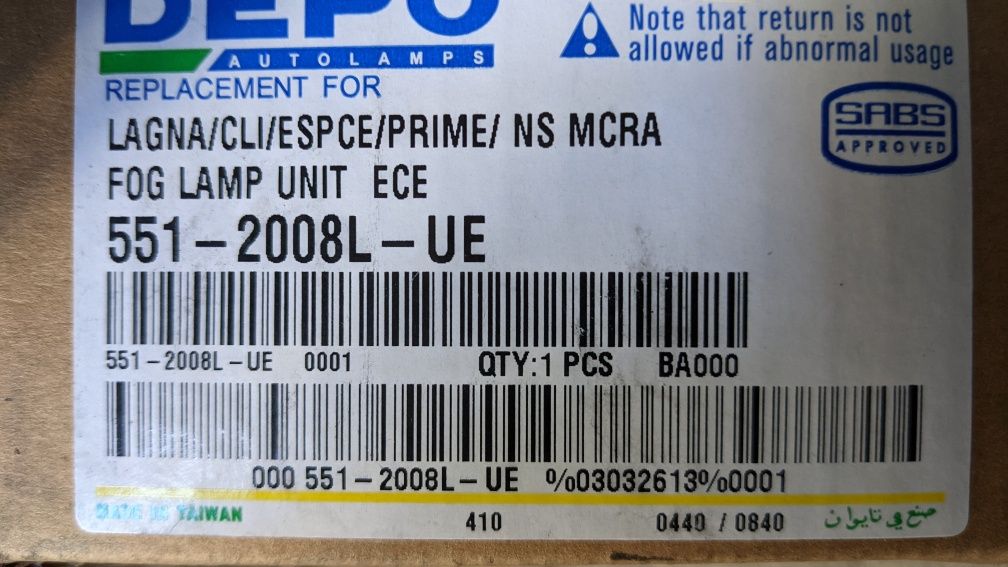 DEPO
AUTOLAMPS
Note that return is not
allowed if abnormal usage
REPLACEMENT FOR
SABS
APPROVED
LAGNA/CLI/ESPCE/PRIME/ NS MCRA
FOG LAMP UNIT ECE
551-2008L-UE
551-2008L-UE 0001 QTY:1 PCS BA000
000 551-2008L-UE %03032613%0001
MADE IN TAIWAN 410 0440 / 0840 صنع في تايوان